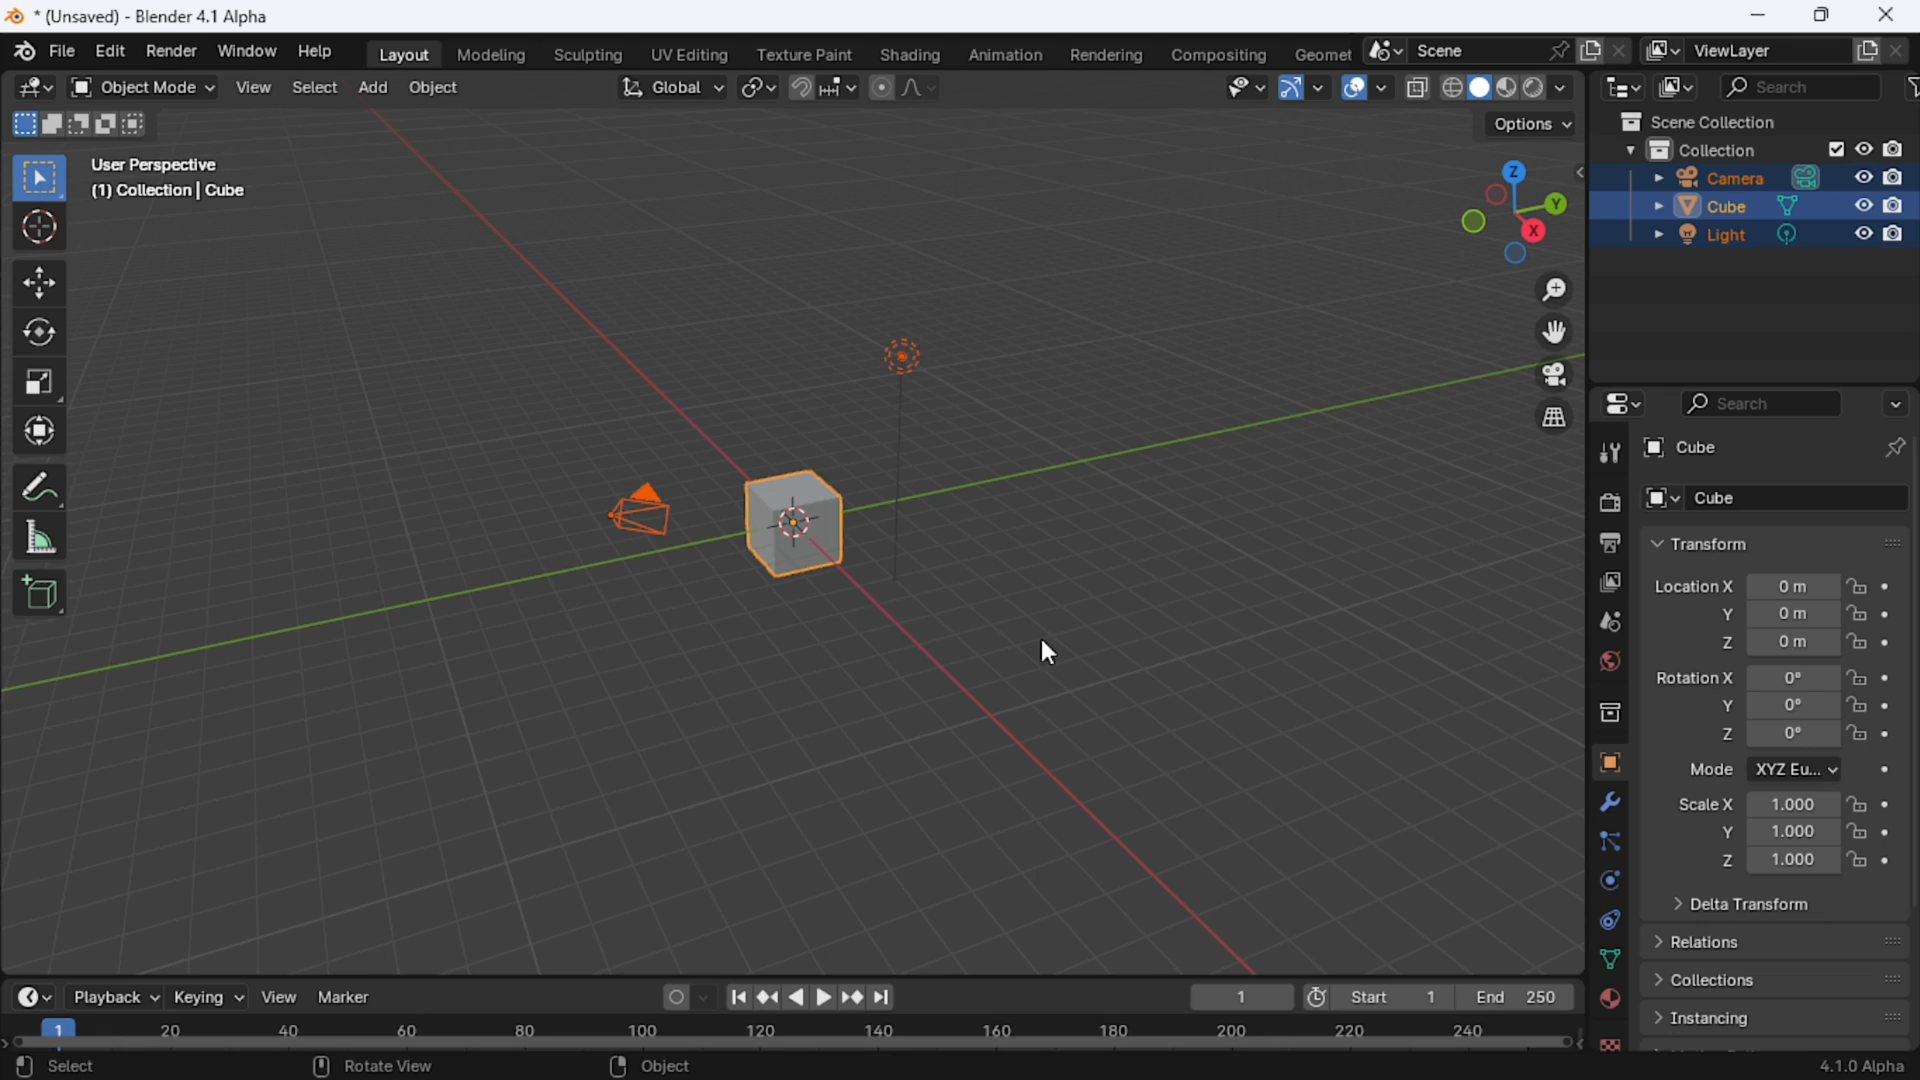 * (Unsaved) - Blender 4.1 Alpha
File Edit Render Window Help Layout Modeling Sculpting UV Editing Texture Paint Shading Animation Rendering Compositing Geomet Scene ViewLayer
Object Mode View Select Add Object Global Search
Options
User Perspective
(1) Collection | Cube
Z
Y
X
Scene Collection
Collection
Camera
Cube
Light
Search
Cube
Cube
Transform
Location X 0 m
Y 0 m
Z 0 m
Rotation X 0°
Y 0°
Z 0°
Mode XYZ Eu...
Scale X 1.000
Y 1.000
Z 1.000
Delta Transform
Relations
Collections
Instancing
Playback Keying View Marker 1 Start 1 End 250
1 20 40 60 80 100 120 140 160 180 200 220 240
Select Rotate View Object 4.1.0 Alpha